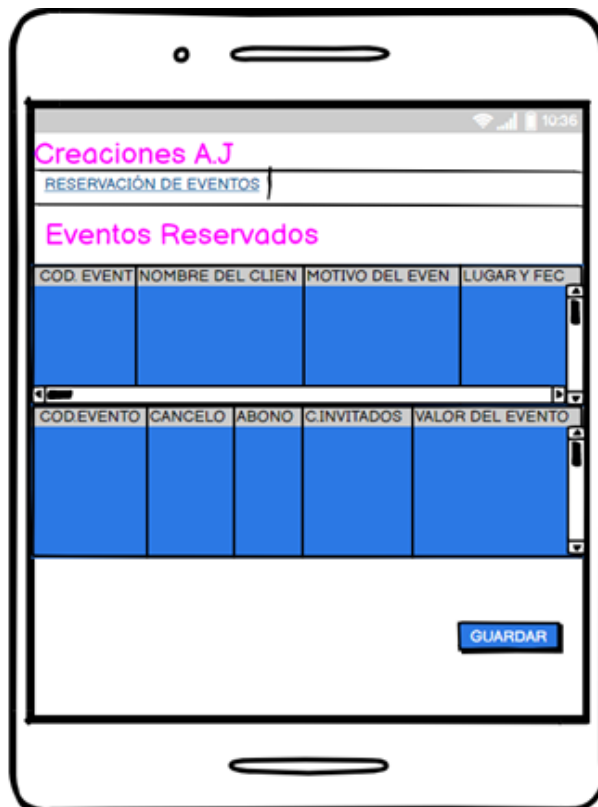 10:36
Creaciones A.J
RESERVACIÓN DE EVENTOS
Eventos Reservados
COD. EVENT NOMBRE DEL CLIEN MOTIVO DEL EVEN LUGAR Y FEC
COD.EVENTO CANCELO ABONO C.INVITADOS VALOR DEL EVENTO
GUARDAR